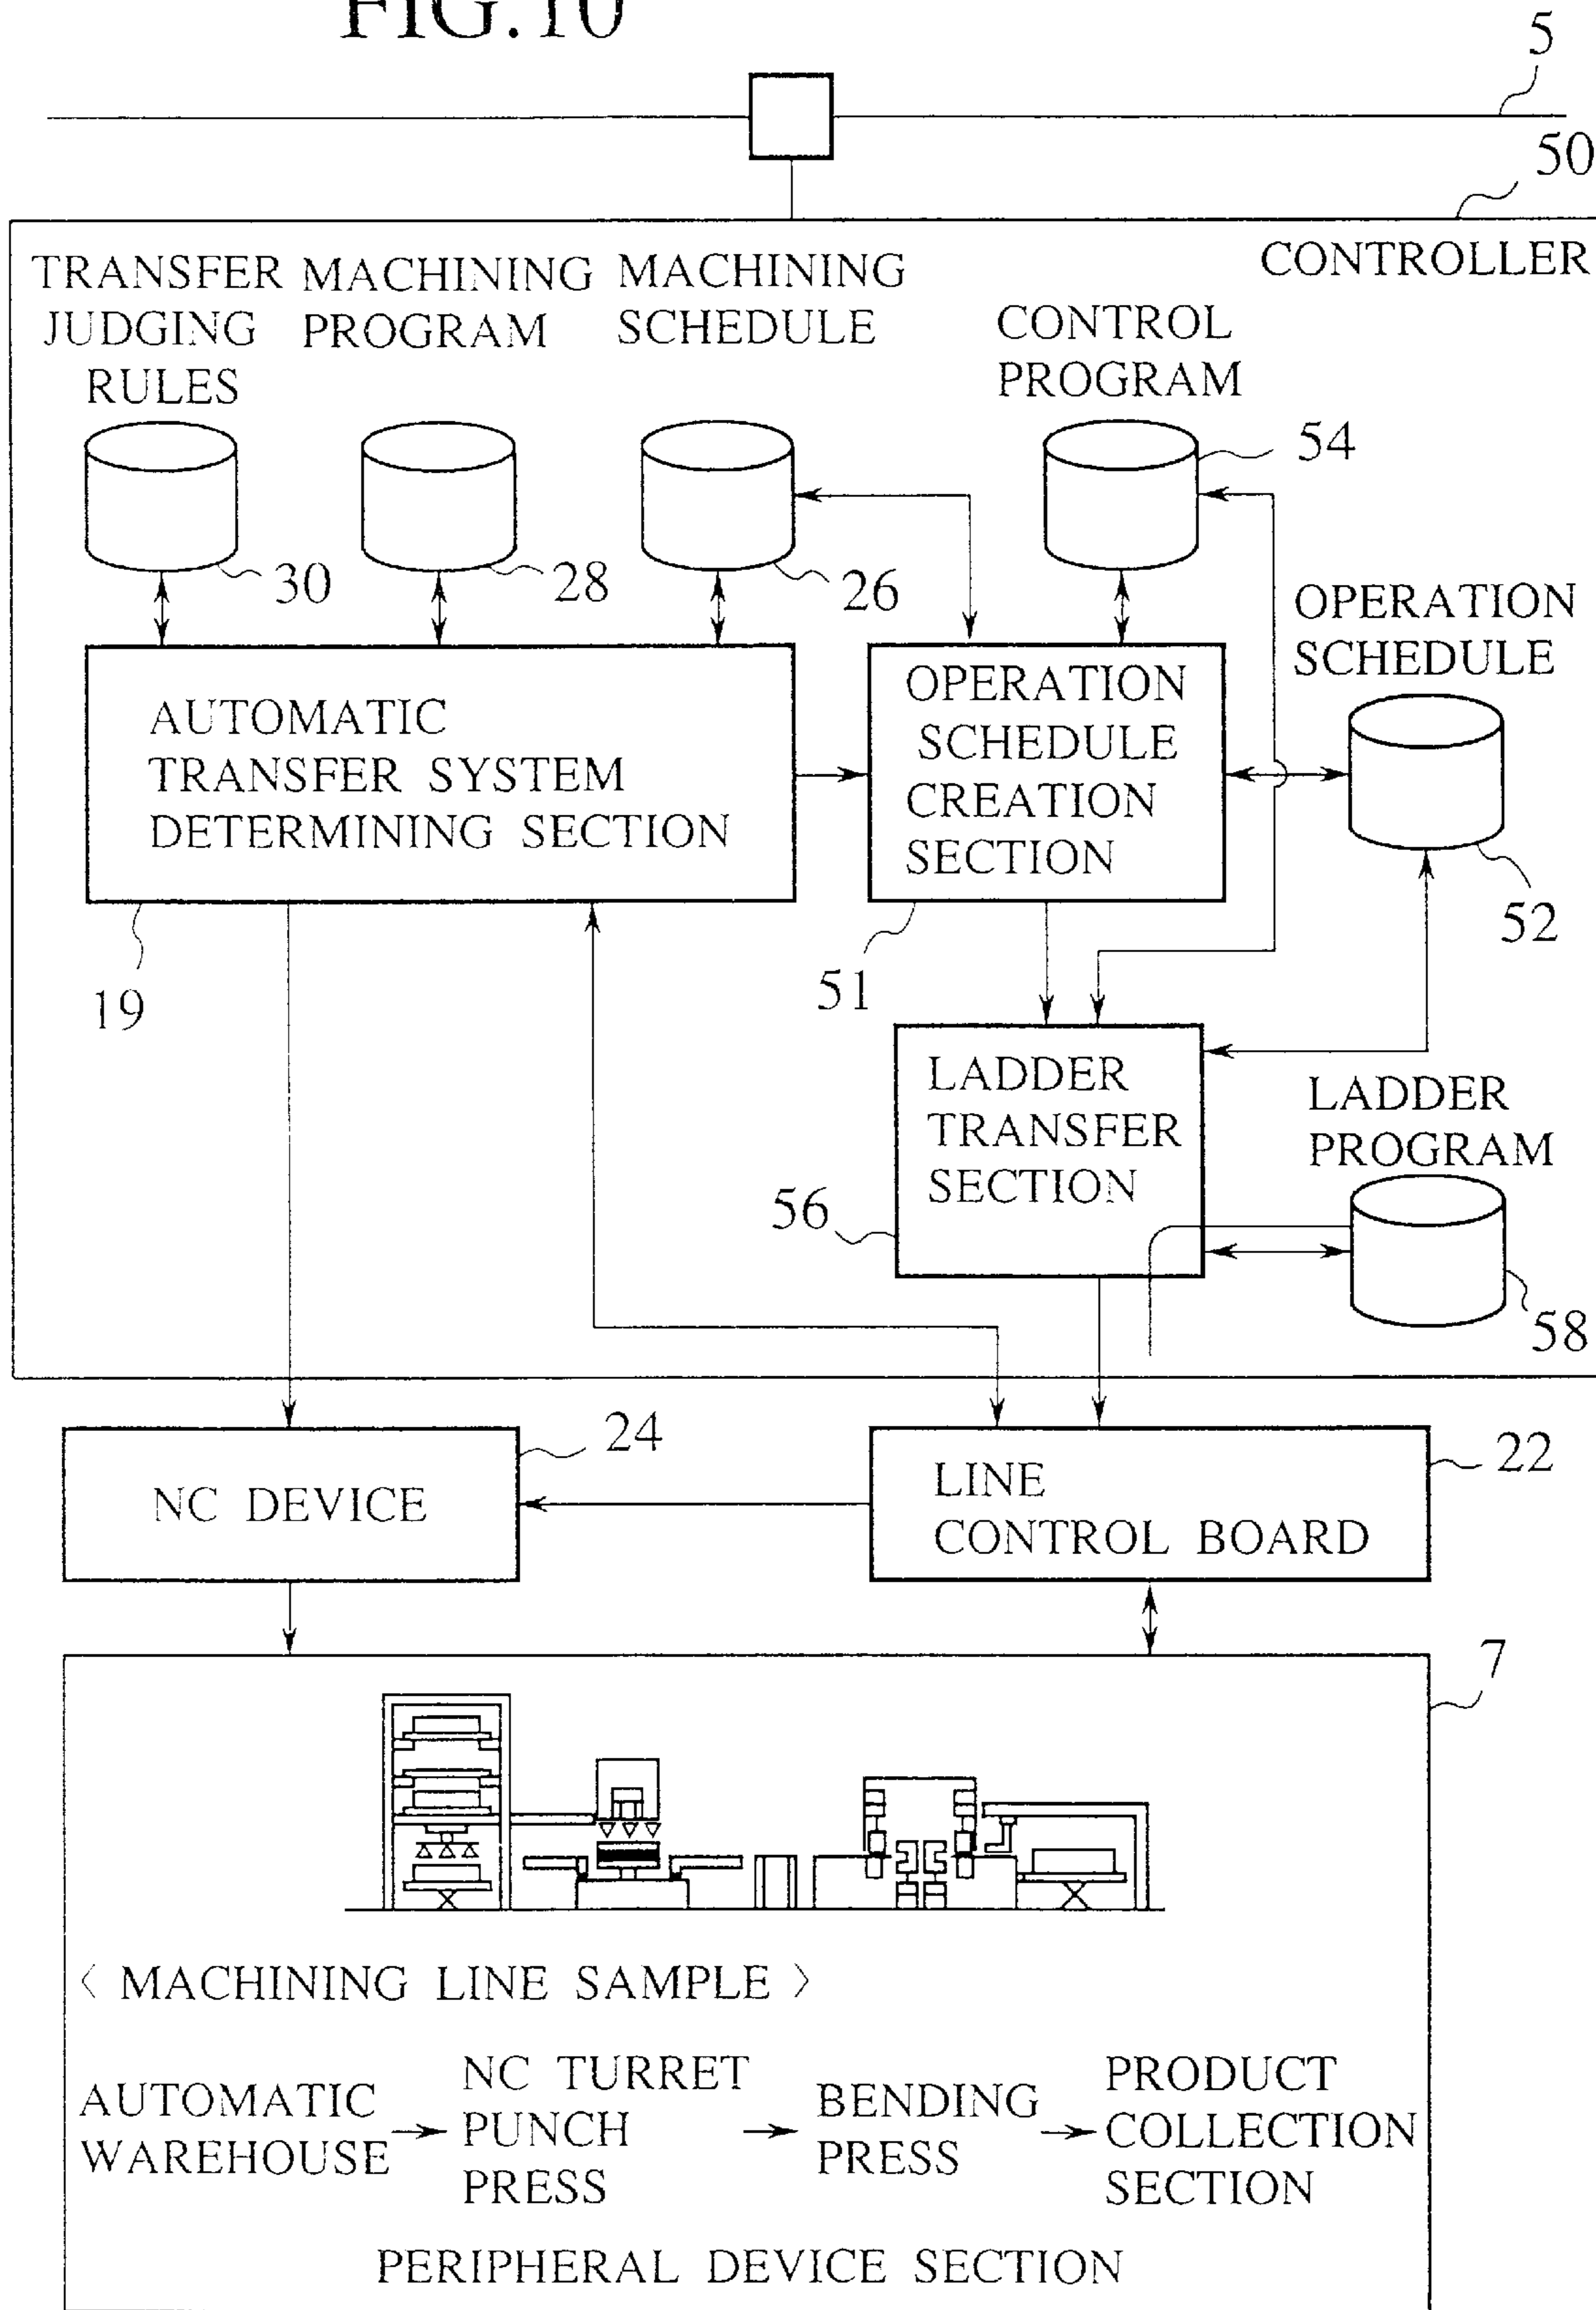 FIG.10
5
50
CONTROLLER
TRANSFER
JUDGING
RULES
MACHINING
PROGRAM
MACHINING
SCHEDULE
CONTROL
PROGRAM
54
30
28
26
OPERATION
SCHEDULE
AUTOMATIC
TRANSFER SYSTEM
DETERMINING SECTION
OPERATION
SCHEDULE
CREATION
SECTION
52
19
51
LADDER
TRANSFER
SECTION
LADDER
PROGRAM
56
58
24
22
NC DEVICE
LINE
CONTROL BOARD
7
< MACHINING LINE SAMPLE >
AUTOMATIC
WAREHOUSE
NC TURRET
PUNCH
PRESS
BENDING
PRESS
PRODUCT
COLLECTION
SECTION
PERIPHERAL DEVICE SECTION